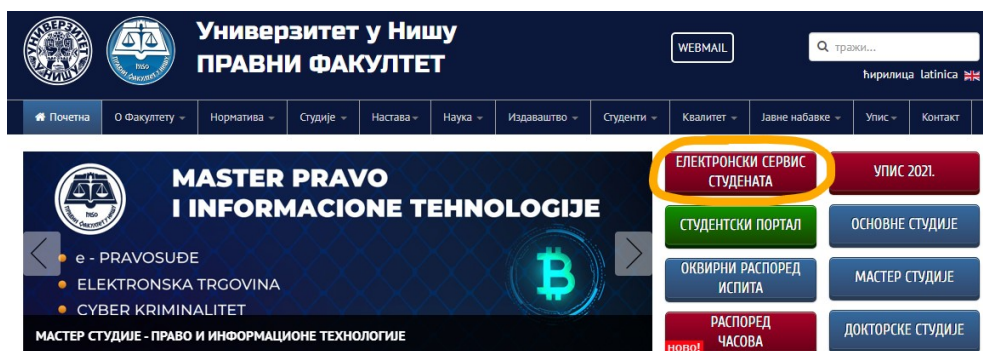 Универзитет у Нишу
ПРАВНИ ФАКУЛТЕТ
WEBMAIL
тражи...
ћирилица latinica
Почетна О Факултету Норматива Студије Настава Наука Издаваштво Студенти Квалитет Јавне набавке Упис Контакт
MASTER PRAVO
I INFORMACIONE TEHNOLOGIJE
e - PRAVOSUĐE
ELEKTRONSKA TRGOVINA
CYBER KRIMINALITET
МАСТЕР СТУДИЈЕ - ПРАВО И ИНФОРМАЦИОНЕ ТЕХНОЛОГИЈЕ
ЕЛЕКТРОНСКИ СЕРВИС
СТУДЕНАТА
УПИС 2021.
СТУДЕНТСКИ ПОРТАЛ
ОСНОВНЕ СТУДИЈЕ
ОКВИРНИ РАСПОРЕД
ИСПИТА
МАСТЕР СТУДИЈЕ
РАСПОРЕД
ЧАСОВА
НОВО!
ДОКТОРСКЕ СТУДИЈЕ